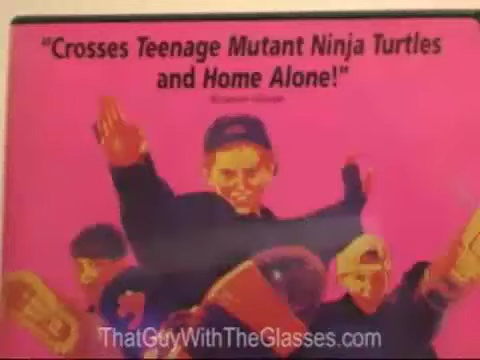 "Crosses Teenage Mutant Ninja Turtles
and Home Alone!"
ThatGuyWithTheGlasses.com